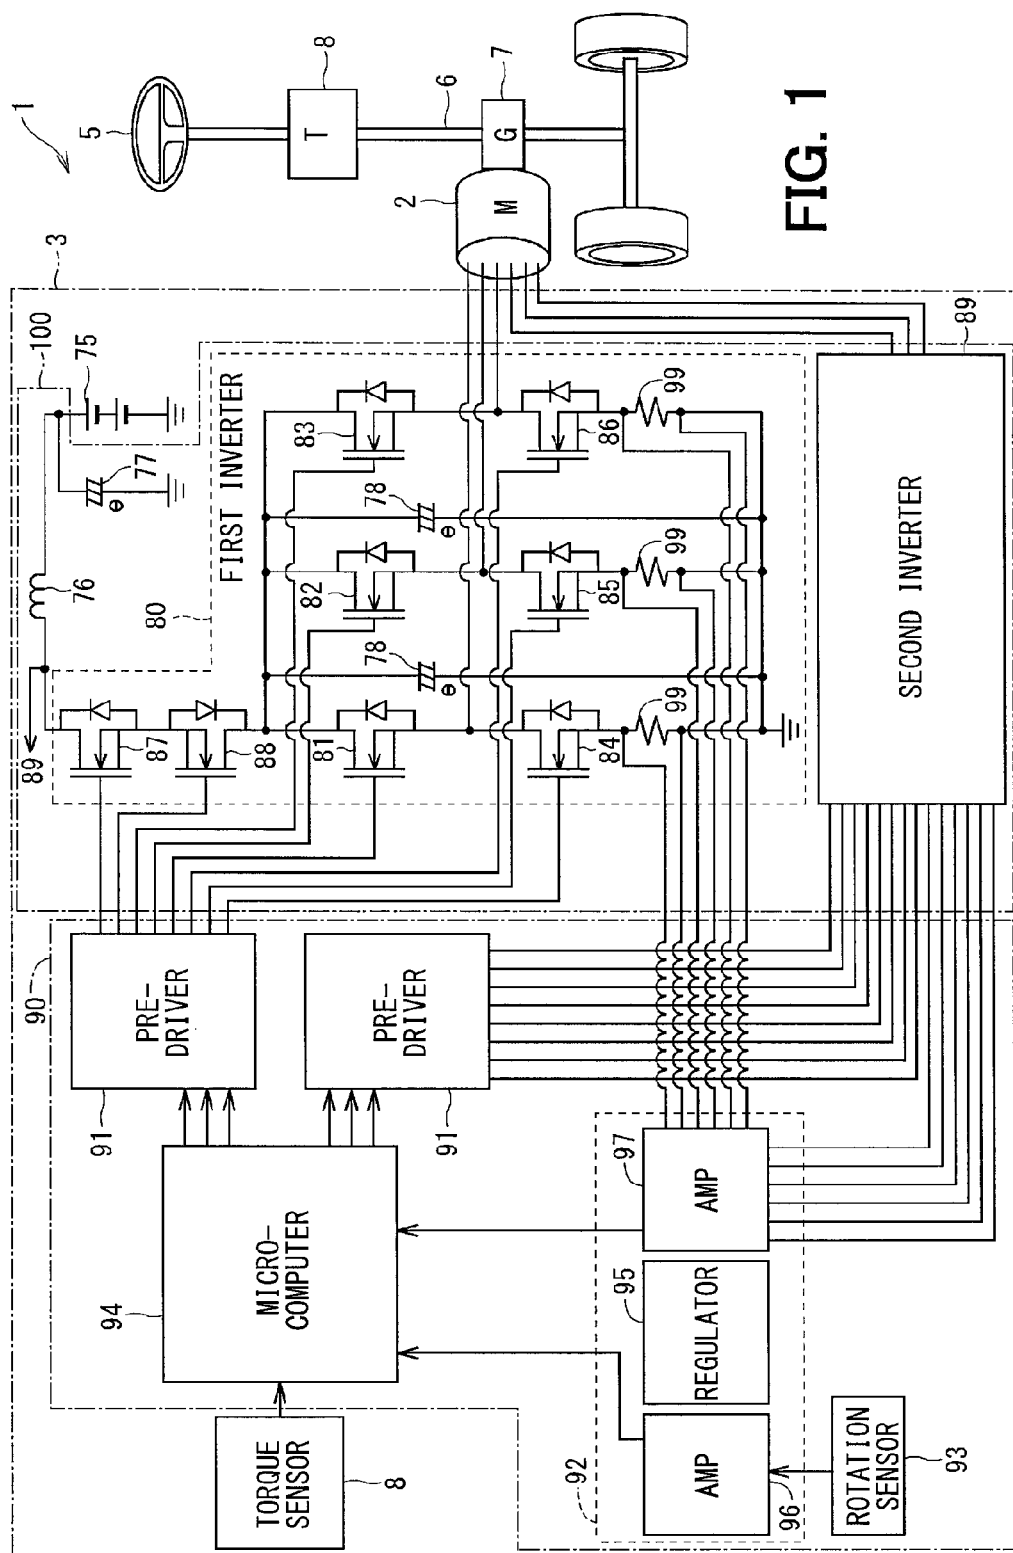 FIG. 1
1
5
8
T
6
7
G
2
M
3
100
75
77
⊖
76
89
80
FIRST INVERTER
87
88
81
82
83
78
⊖
78
⊖
84
85
86
99
99
99
SECOND INVERTER
89
90
PRE-
DRIVER
91
PRE-
DRIVER
91
MICRO-
COMPUTER
94
TORQUE
SENSOR
8
92
AMP
97
REGULATOR
95
AMP
96
ROTATION
SENSOR
93